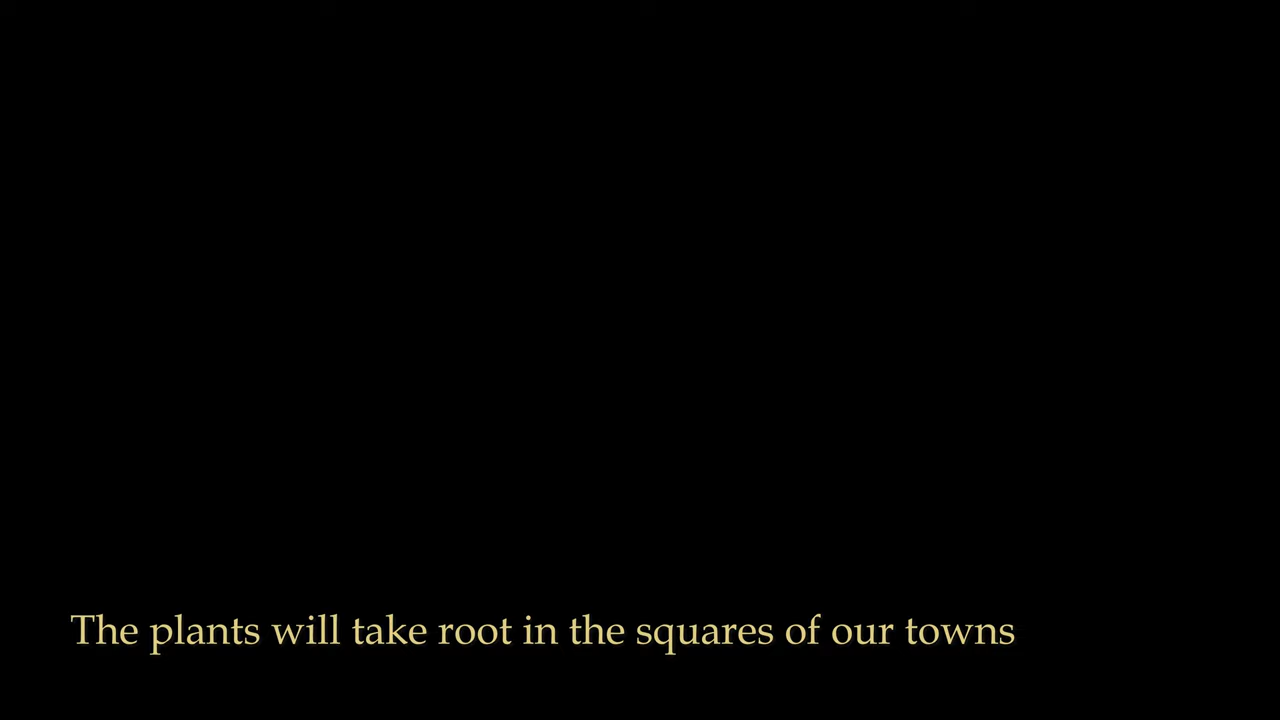 The plants will take root in the squares of our towns